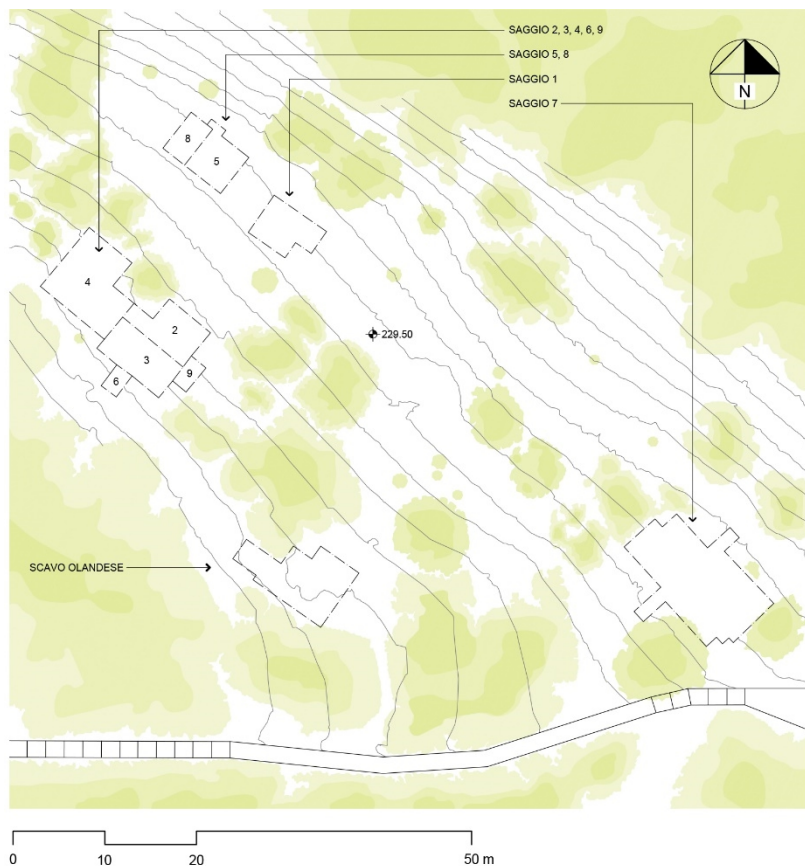 SAGGIO 2, 3, 4, 6, 9
SAGGIO 5, 8
SAGGIO 1
SAGGIO 7
N
8
5
4
2
3
6
9
229.50
SCAVO OLANDESE
0 10 20 50 m